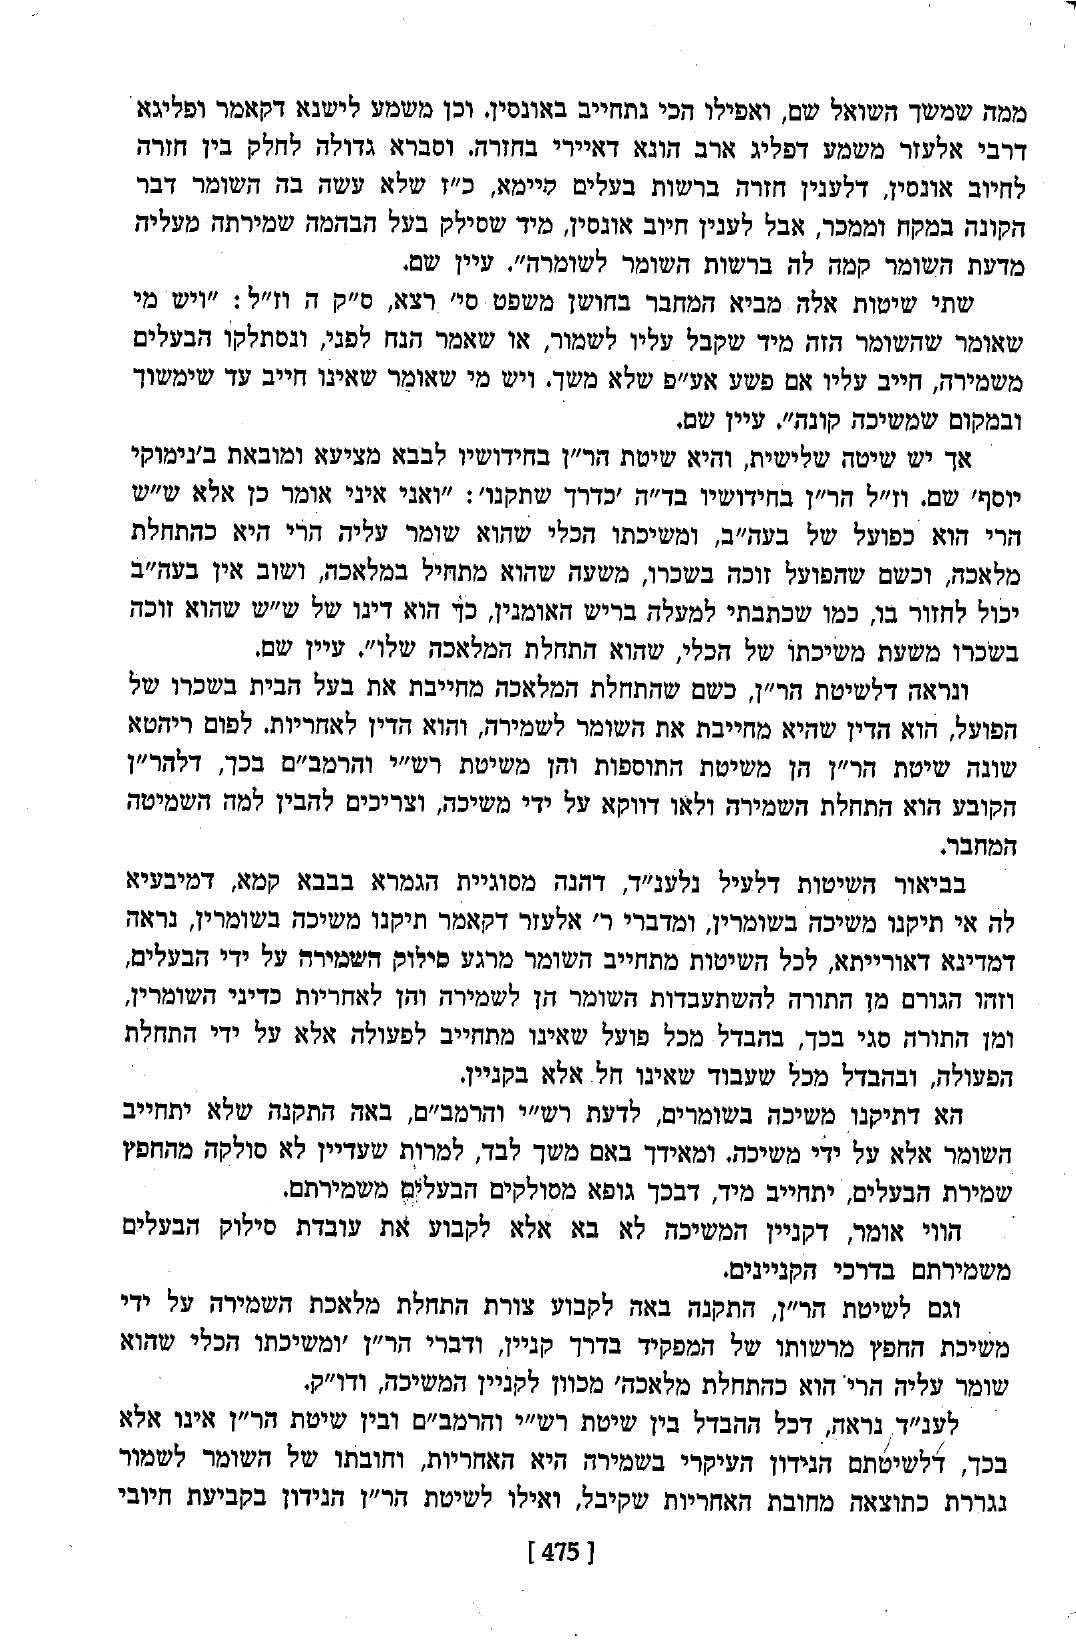 ממה שמשך השואל שם, ואפילו הכי נתחייב באונסין. וכן משמע לישנא דקאמר ופליגא
דרבי אלעזר משמע דפליג ארב הונא דאיירי בחזרה. וסברא גדולה לחלק בין חזרה
לחיוב אונסין, דלענין חזרה ברשות בעלים קיימא, כ״ז שלא עשה בה השומר דבר
הקונה במקח וממכר, אבל לענין חיוב אונסין, מיד שסילק בעל הבהמה שמירתה מעליה
מדעת השומר קמה לה ברשות השומר לשומרה״. עיין שם.
שתי שיטות אלה מביא המחבר בחושן משפט סי׳ רצא, ס״ק ה וז״ל: ״ויש מי
שאומר שהשומר הזה מיד שקבל עליו לשמור, או שאמר הנח לפני, ונסתלקו הבעלים
משמירה, חייב עליו אם פשע אע״פ שלא משך. ויש מי שאומר שאינו חייב עד שימשוך
ובמקום שמשיכה קונה״. עיין שם.
אך יש שיטה שלישית, והיא שיטת הר״ן בחידושיו לבבא מציעא ומובאת ב׳נימוקי
יוסף׳ שם. וז״ל הר״ן בחידושיו בד״ה ׳כדרך שתקנו׳: ״ואני איני אומר כן אלא ש״ש
הרי הוא כפועל של בעה״ב, ומשיכתו הכלי שהוא שומר עליה הרי היא כהתחלת
מלאכה, וכשם שהפועל זוכה בשכרו, משעה שהוא מתחיל במלאכה, ושוב אין בעה״ב
יכול לחזור בו, כמו שכתבתי למעלה בריש האומנין, כך הוא דינו של ש״ש שהוא זוכה
בשכרו משעת משיכתו של הכלי, שהוא התחלת המלאכה שלו״. עיין שם.
ונראה דלשיטת הר״ן, כשם שהתחלת המלאכה מחייבת את בעל הבית בשכרו של
הפועל, הוא הדין שהיא מחייבת את השומר לשמירה, והוא הדין לאחריות. לפום ריהטא
שונה שיטת הר״ן הן משיטת התוספות והן משיטת רש״י והרמב״ם בכך, דלהר״ן
הקובע הוא התחלת השמירה ולאו דווקא על ידי משיכה, וצריכים להבין למה השמיטה
המחבר.
בביאור השיטות דלעיל נלענ״ד, דהנה מסוגיית הגמרא בבבא קמא, דמיבעיא
לה אי תיקנו משיכה בשומרין, ומדברי ר׳ אלעזר דקאמר תיקנו משיכה בשומרין, נראה
דמדינא דאורייתא, לכל השיטות מתחייב השומר מרגע סילוק השמירה על ידי הבעלים,
וזהו הגורם מן התורה להשתעבדות השומר הן לשמירה והן לאחריות כדיני השומרין,
ומן התורה סגי בכך, בהבדל מכל פועל שאינו מתחייב לפעולה אלא על ידי התחלת
הפעולה, ובהבדל מכל שעבוד שאינו חל אלא בקניין.
הא דתיקנו משיכה בשומרים, לדעת רש״י והרמב״ם, באה התקנה שלא יתחייב
השומר אלא על ידי משיכה. ומאידך באם משך לבד, למרות שעדיין לא סולקה מהחפץ
שמירת הבעלים, יתחייב מיד, דבכך גופא מסולקים הבעלים משמירתם.
הווי אומר, דקניין המשיכה לא בא אלא לקבוע את עובדת סילוק הבעלים
משמירתם בדרכי הקניינים.
וגם לשיטת הר״ן, התקנה באה לקבוע צורת התחלת מלאכת השמירה על ידי
משיכת החפץ מרשותו של המפקיד בדרך קניין, ודברי הר״ן ׳ומשיכתו הכלי שהוא
שומר עליה הרי הוא כהתחלת מלאכה׳ מכוון לקניין המשיכה, ודו״ק.
לענ״ד נראה, דכל ההבדל בין שיטת רש״י והרמב״ם ובין שיטת הר״ן אינו אלא
בכך, דלשיטתם הנידון העיקרי בשמירה היא האחריות, וחובתו של השומר לשמור
נגררת כתוצאה מחובת האחריות שקיבל, ואילו לשיטת הר״ן הנידון בקביעת חיובי
[ 475 ]